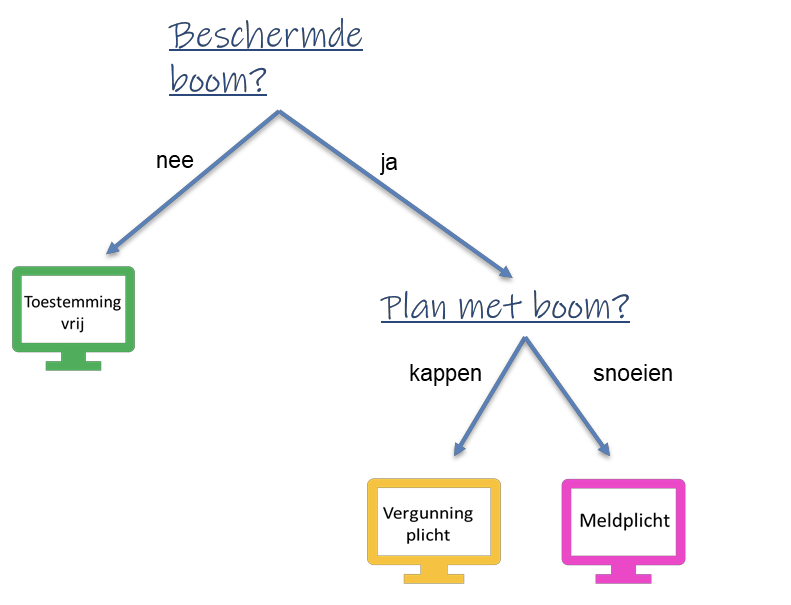 Beschermde
boom?
nee
ja
Toestemming
vrij
Plan met boom?
kappen
snoeien
Vergunning
plicht
Meldplicht